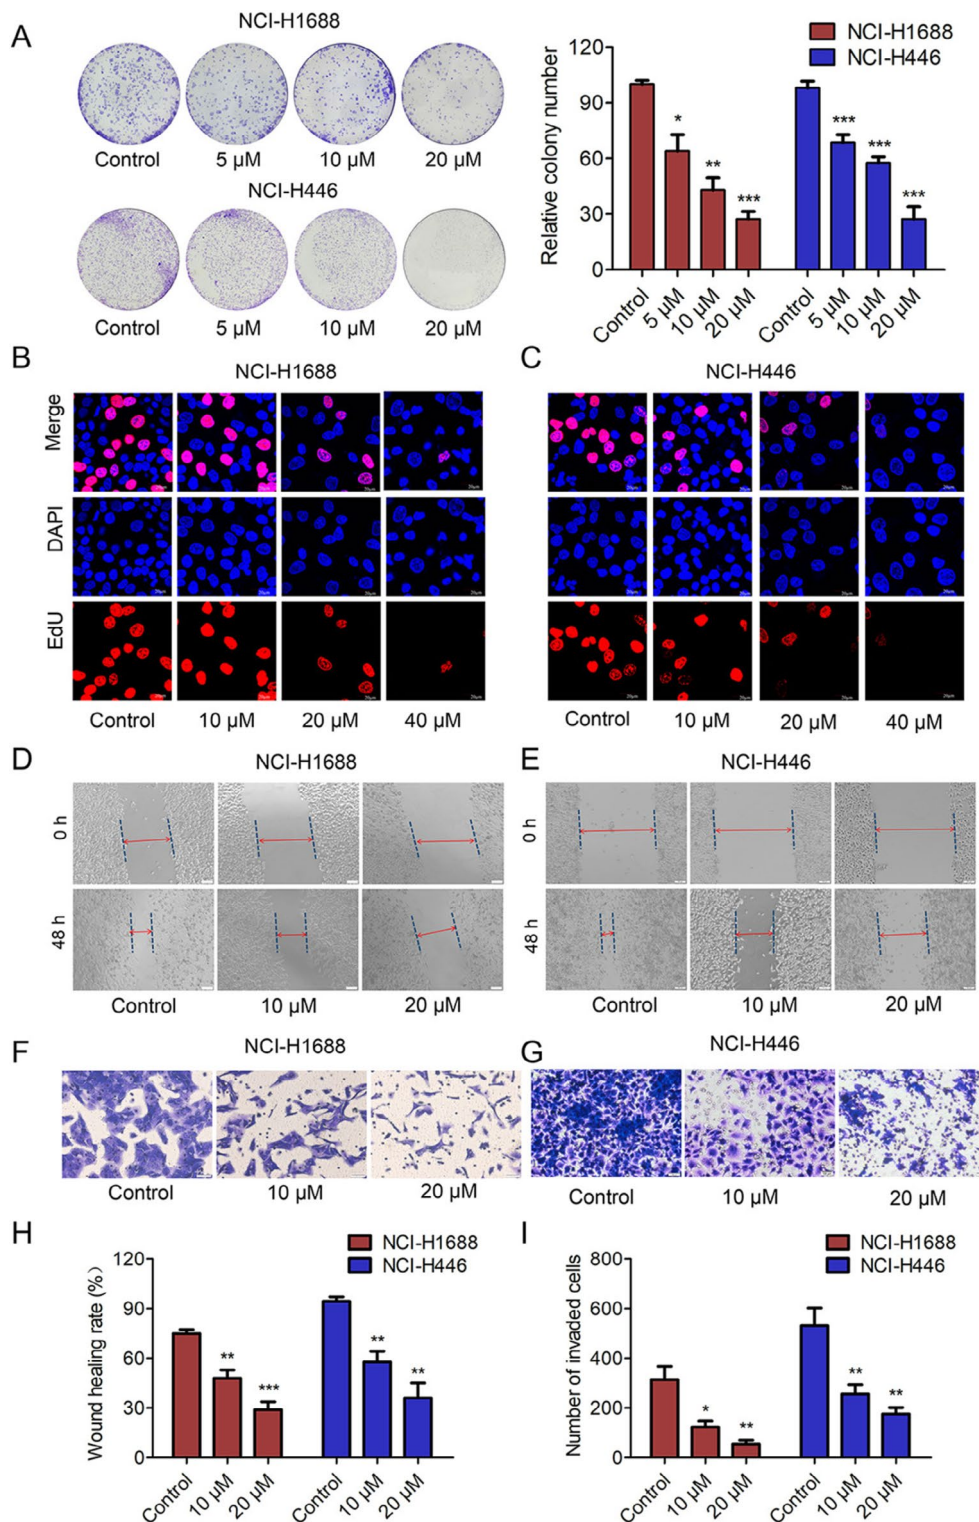 A
NCI-H1688
Control 5 µM 10 µM 20 µM
NCI-H446
Control 5 µM 10 µM 20 µM
Relative colony number
120
90
60
30
0
NCI-H1688
NCI-H446
* ** *** *** *** ***
Control 5 µM 10 µM 20 µM Control 5 µM 10 µM 20 µM
B
NCI-H1688
Merge
DAPI
EdU
Control 10 µM 20 µM 40 µM
C
NCI-H446
Control 10 µM 20 µM 40 µM
D
NCI-H1688
0 h
48 h
Control 10 µM 20 µM
E
NCI-H446
0 h
48 h
Control 10 µM 20 µM
F
NCI-H1688
Control 10 µM 20 µM
G
NCI-H446
Control 10 µM 20 µM
H
Wound healing rate (%)
120
90
60
30
0
NCI-H1688
NCI-H446
** *** ** **
Control 10 µM 20 µM Control 10 µM 20 µM
I
Number of invaded cells
800
600
400
200
0
NCI-H1688
NCI-H446
* ** ** **
Control 10 µM 20 µM Control 10 µM 20 µM